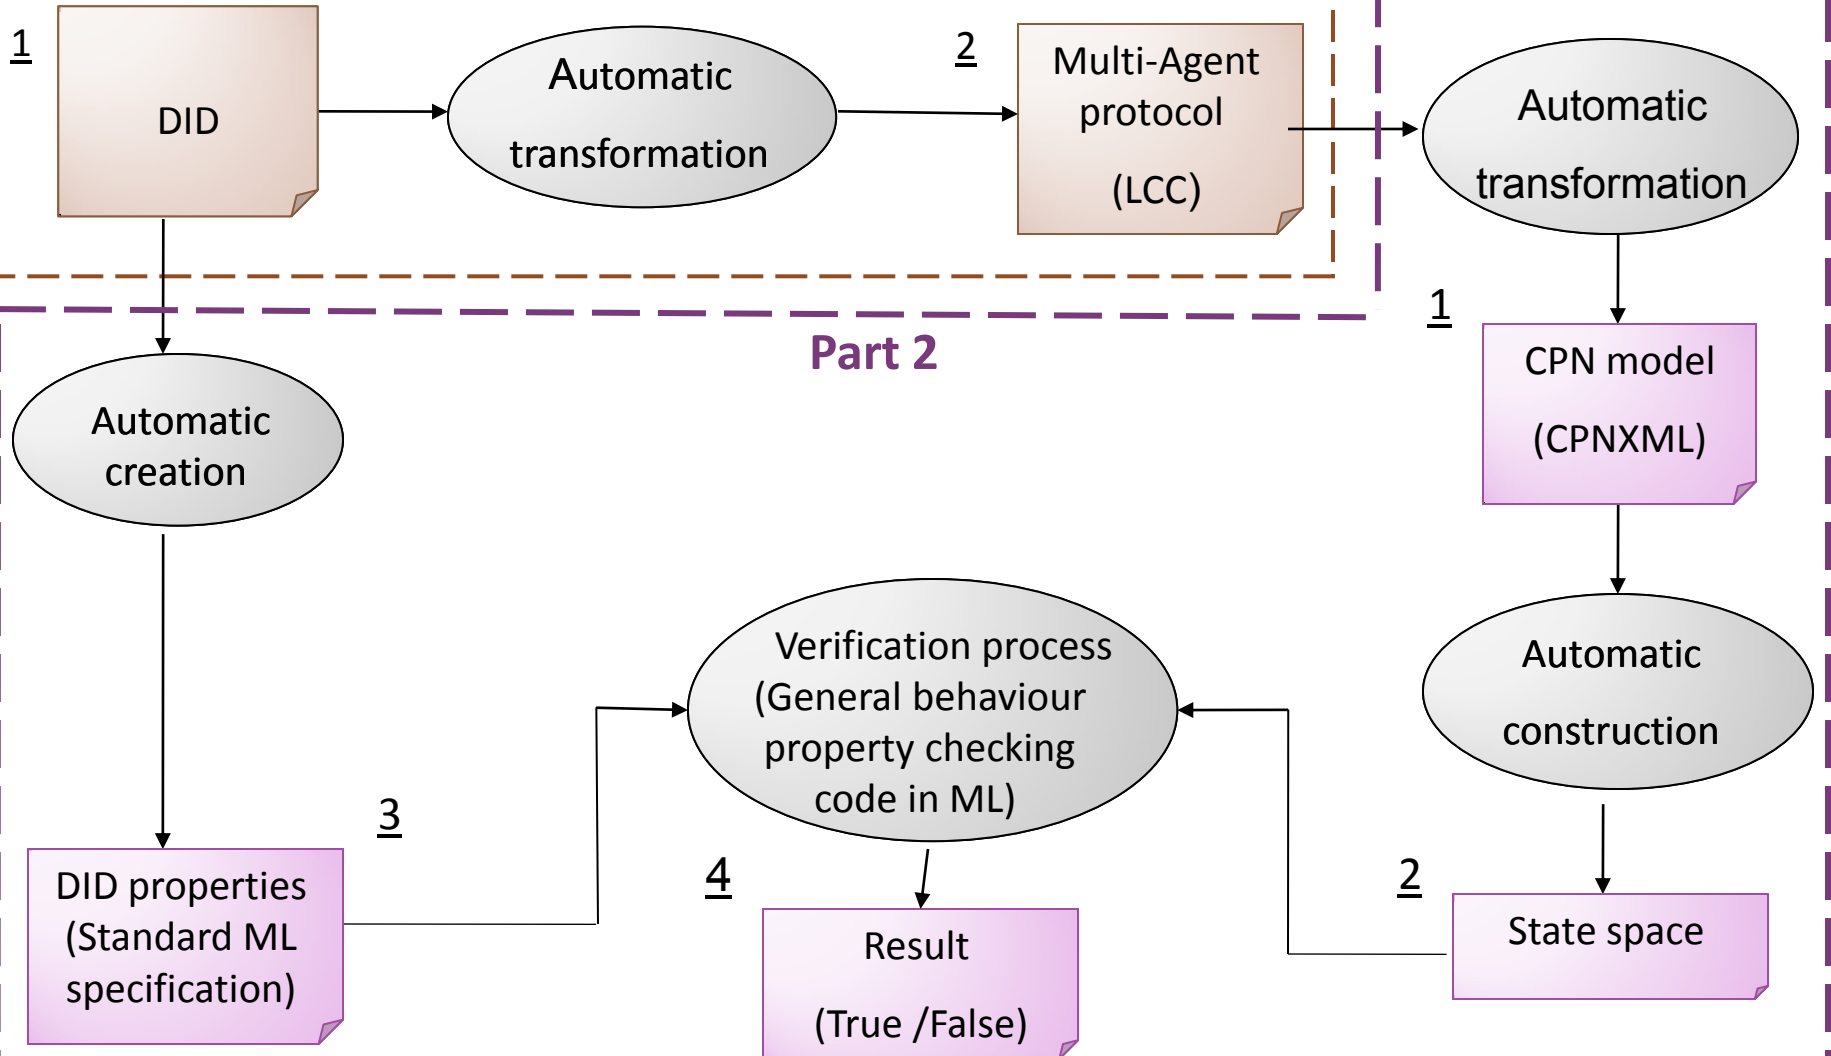 1
DID
Automatic
transformation
2
Multi-Agent
protocol
(LCC)
Automatic
transformation
Part 2
1
CPN model
(CPNXML)
Automatic
creation
Automatic
construction
Verification process
(General behaviour
property checking
code in ML)
3
DID properties
(Standard ML
specification)
4
Result
(True /False)
2
State space